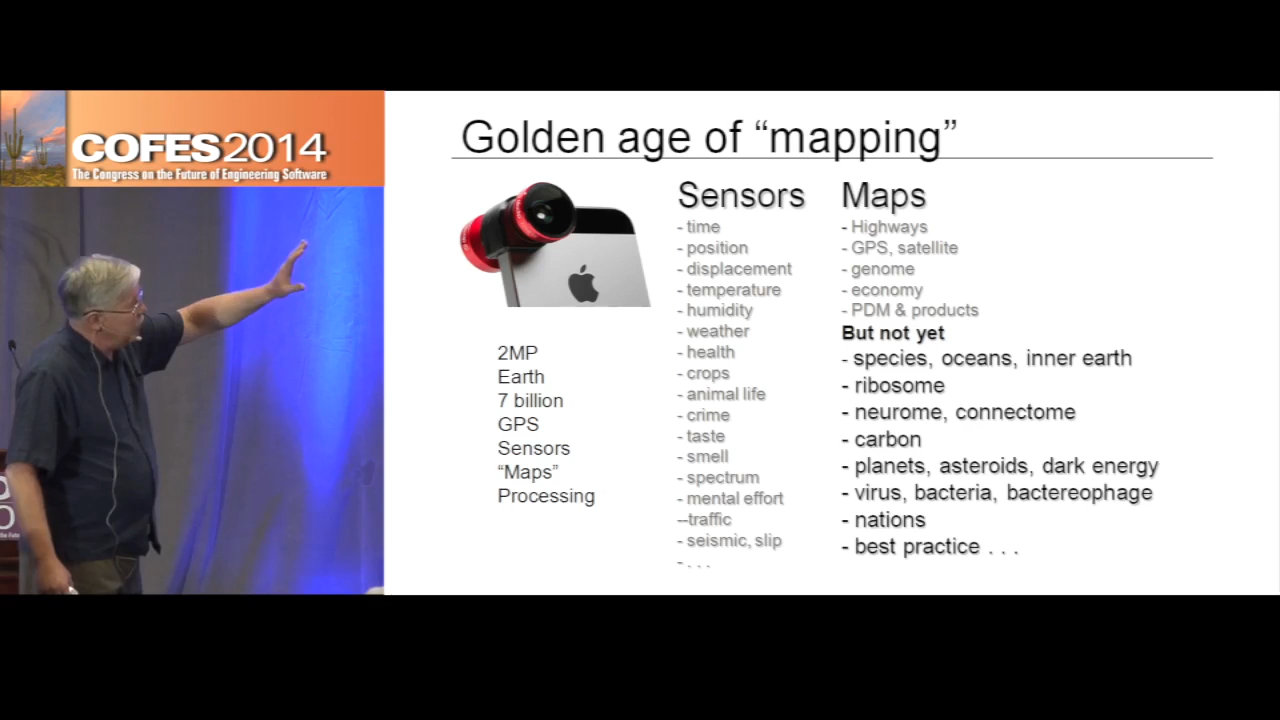 COFES2014
The Congress on the Future of Engineering Software
Golden age of “mapping”
2MP
Earth
7 billion
GPS
Sensors
“Maps”
Processing
Sensors
- time
- position
- displacement
- temperature
- humidity
- weather
- health
- crops
- animal life
- crime
- taste
- smell
- spectrum
- mental effort
--traffic
- seismic, slip
- . . .
Maps
- Highways
- GPS, satellite
- genome
- economy
- PDM & products
But not yet
- species, oceans, inner earth
- ribosome
- neurome, connectome
- carbon
- planets, asteroids, dark energy
- virus, bacteria, bactereophage
- nations
- best practice . . .